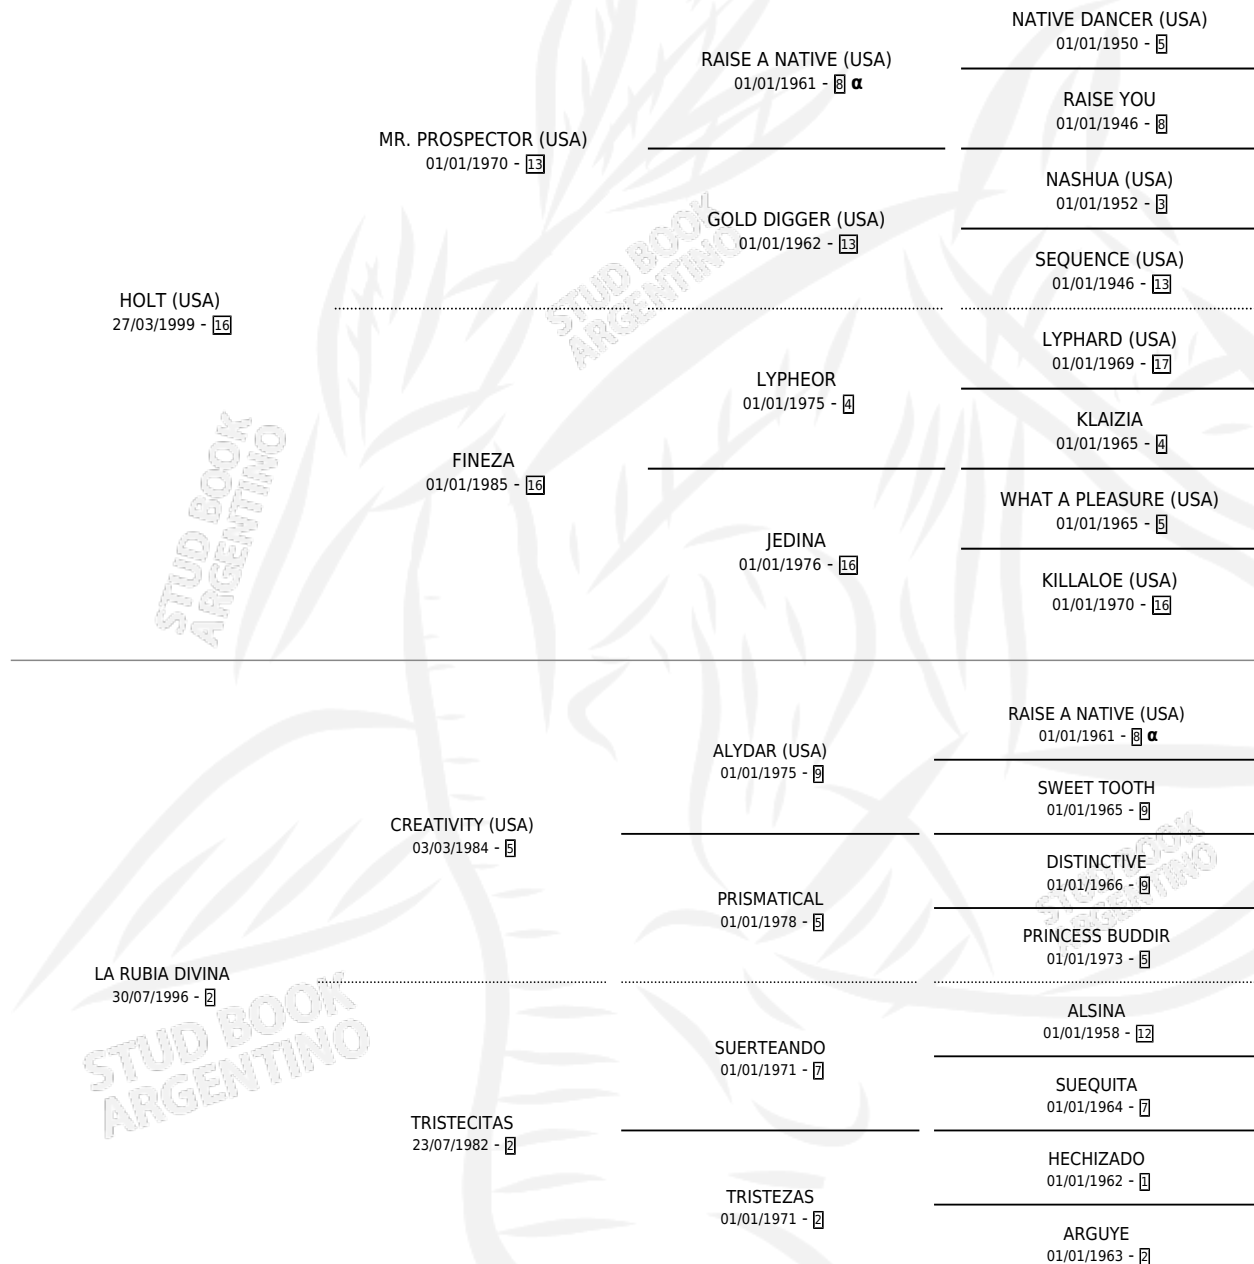 NATIVE DANCER (USA)
01/01/1950 - 5
RAISE A NATIVE (USA)
01/01/1961 - 8 α
RAISE YOU
01/01/1946 - 8
MR. PROSPECTOR (USA)
01/01/1970 - 13
NASHUA (USA)
01/01/1952 - 3
GOLD DIGGER (USA)
01/01/1962 - 13
SEQUENCE (USA)
01/01/1946 - 13
HOLT (USA)
27/03/1999 - 16
LYPHARD (USA)
01/01/1969 - 17
LYPHEOR
01/01/1975 - 4
KLAIZIA
01/01/1965 - 4
FINEZA
01/01/1985 - 16
WHAT A PLEASURE (USA)
01/01/1965 - 5
JEDINA
01/01/1976 - 16
KILLALOE (USA)
01/01/1970 - 16
STUD BOOK
ARGENTINO
STUD BOOK
ARGENTINO
RAISE A NATIVE (USA)
01/01/1961 - 8 α
ALYDAR (USA)
01/01/1975 - 9
SWEET TOOTH
01/01/1965 - 9
CREATIVITY (USA)
03/03/1984 - 5
DISTINCTIVE
01/01/1966 - 9
PRISMATICAL
01/01/1978 - 5
PRINCESS BUDDIR
01/01/1973 - 5
LA RUBIA DIVINA
30/07/1996 - 2
ALSINA
01/01/1958 - 12
SUERTEANDO
01/01/1971 - 7
SUEQUITA
01/01/1964 - 7
TRISTECITAS
23/07/1982 - 2
HECHIZADO
01/01/1962 - 1
TRISTEZAS
01/01/1971 - 2
ARGUYE
01/01/1963 - 2
STUD BOOK
ARGENTINO
STUD BOOK
ARGENTINO